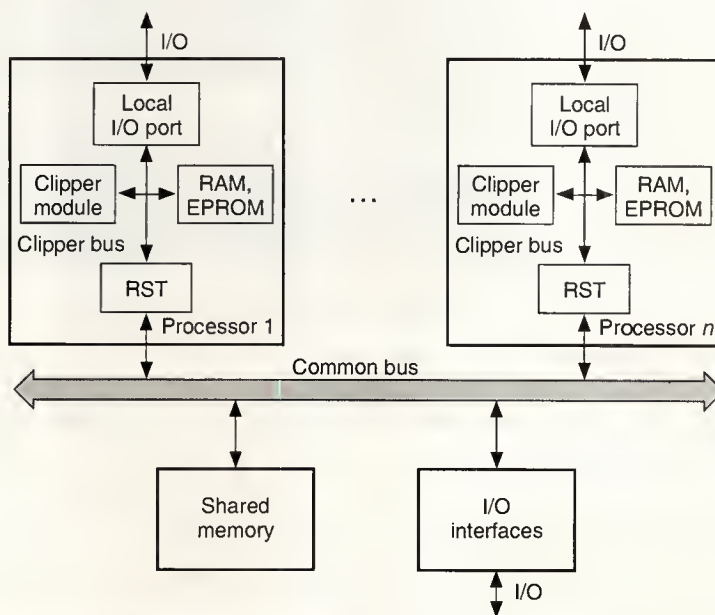 I/O
Local
I/O port
Clipper
module
RAM,
EPROM
Clipper bus
RST
Processor 1
...
I/O
Local
I/O port
Clipper
module
RAM,
EPROM
Clipper bus
RST
Processor n
Common bus
Shared
memory
I/O
interfaces
I/O